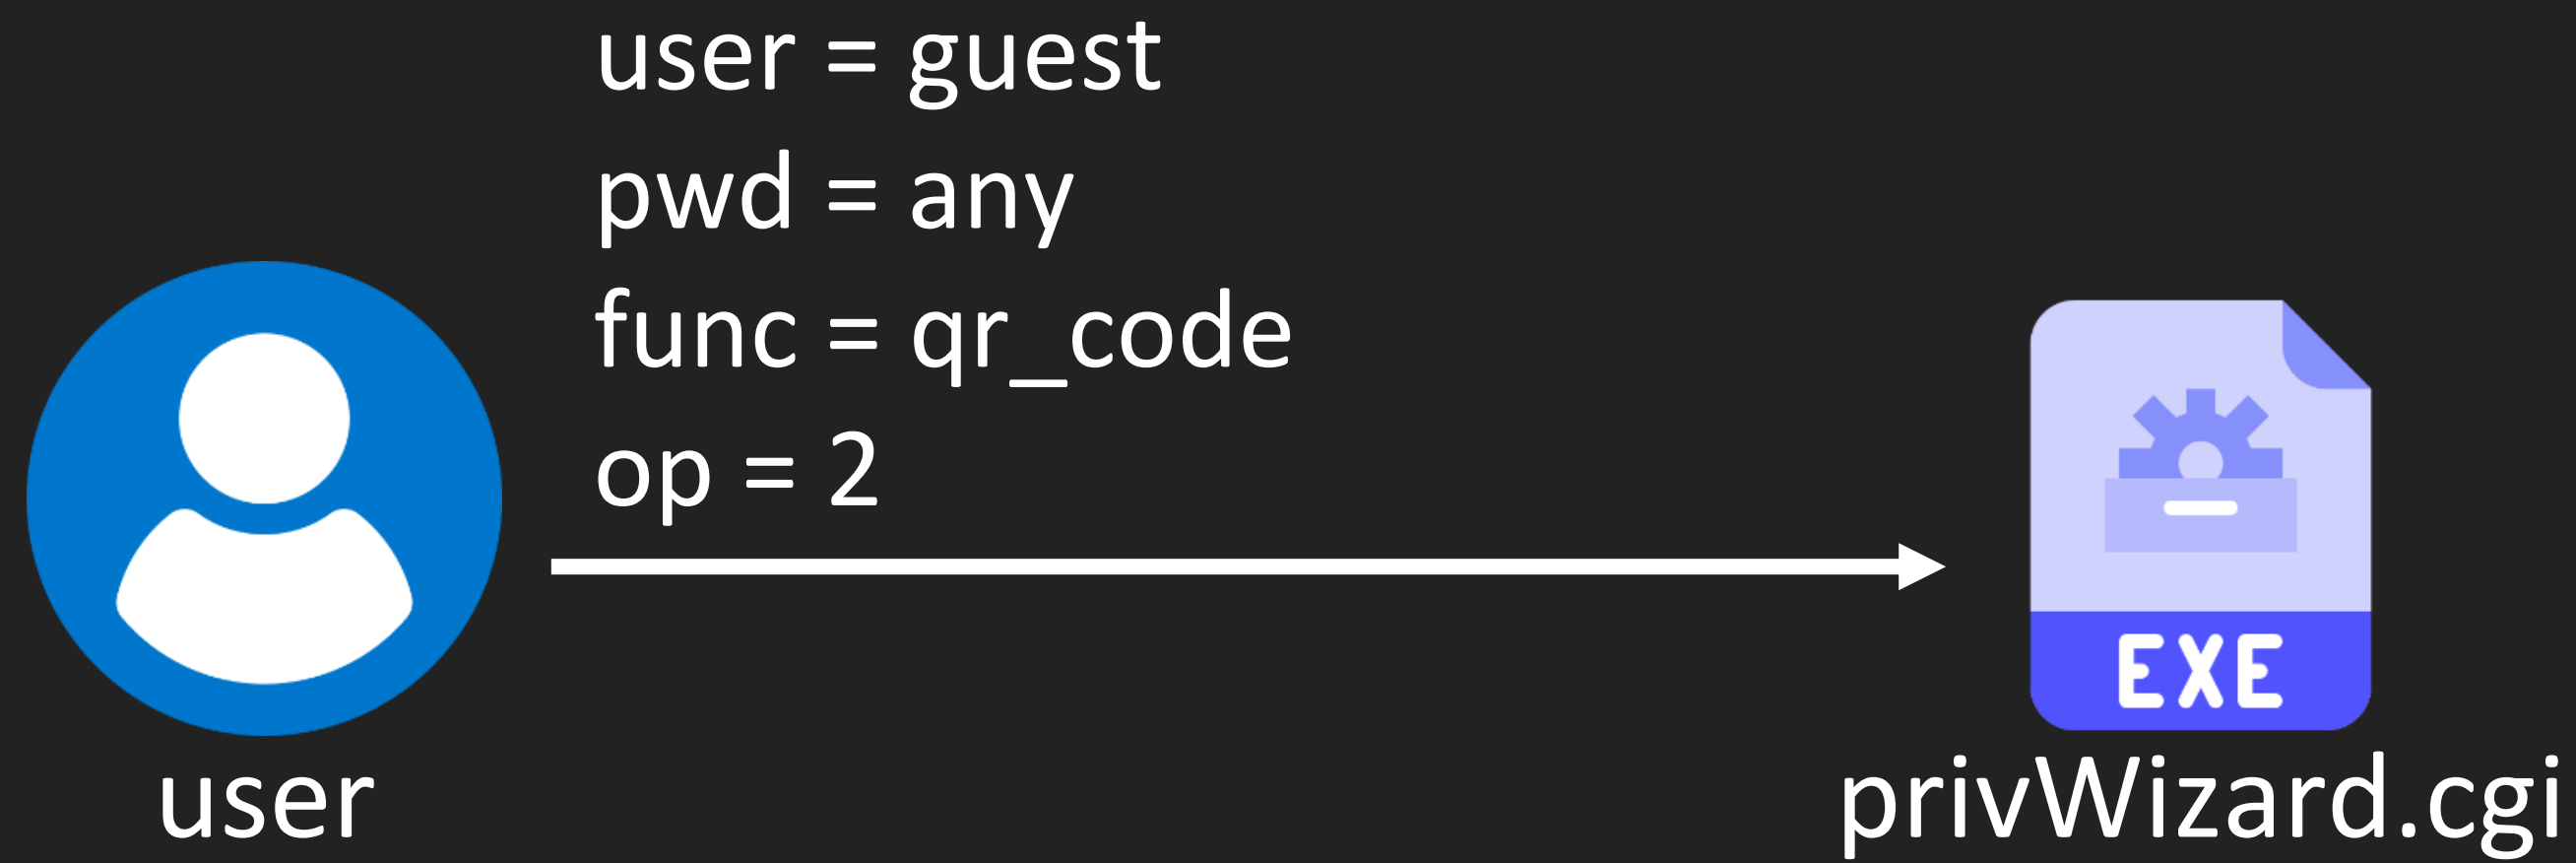 user = guest
pwd = any
func = qr_code
op = 2
EXE
user
privWizard.cgi